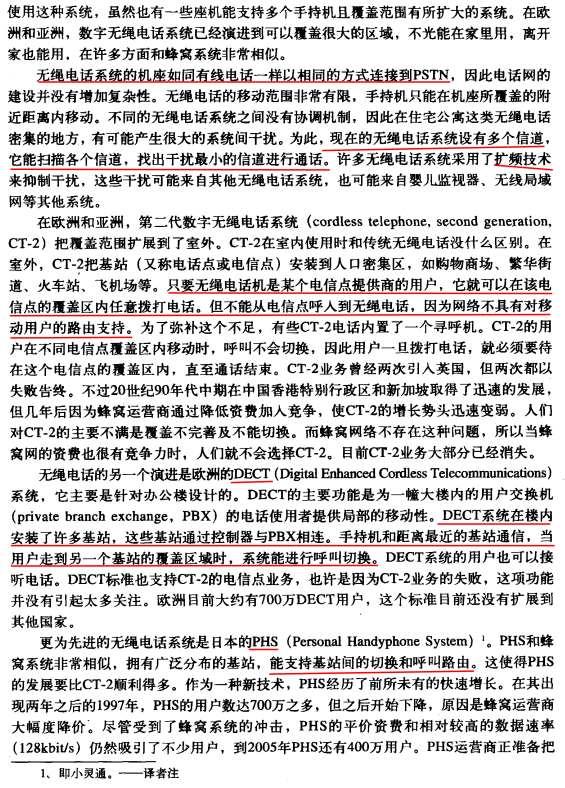 使用这种系统，虽然也有一些座机能支持多个手持机且覆盖范围有所扩大的系统。在欧
洲和亚洲，数字无绳电话系统已经演进到可以覆盖很大的区域，不光能在家里用，离开
家也能用，在许多方面和蜂窝系统非常相似。
无绳电话系统的机座如同有线电话一样以相同的方式连接到PSTN，因此电话网的
建设并没有增加复杂性。无绳电话的移动范围非常有限，手持机只能在机座所覆盖的附
近距离内移动。不同的无绳电话系统之间没有协调机制，因此在住宅公寓这类无绳电话
密集的地方，有可能产生很大的系统间干扰。为此，现在的无绳电话系统设有多个信道，
它能扫描各个信道，找出干扰最小的信道进行通话。许多无绳电话系统采用了扩频技术
来抑制干扰，这些干扰可能来自其他无绳电话系统，也可能来自婴儿监视器、无线局域
网等其他系统。
在欧洲和亚洲，第二代数字无绳电话系统（cordless telephone, second generation,
CT-2）把覆盖范围扩展到了室外。CT-2在室内使用时和传统无绳电话没什么区别。在
室外，CT-2把基站（又称电话点或电信点）安装到人口密集区，如购物商场、繁华街
道、火车站、飞机场等。只要无绳电话机是某个电信点提供商的用户，它就可以在该电
信点的覆盖区内任意拨打电话。但不能从电信点呼入到无绳电话，因为网络不具有对移
动用户的路由支持。为了弥补这个不足，有些CT-2电话内置了一个寻呼机。CT-2的用
户在不同电信点覆盖区内移动时，呼叫不会切换，因此用户一旦拨打电话，就必须要待
在这个电信点的覆盖区内，直至通话结束。CT-2业务曾经两次引入英国，但两次都以
失败告终。不过20世纪90年代中期在中国香港特别行政区和新加坡取得了迅速的发展，
但几年后因为蜂窝运营商通过降低资费加入竞争，使CT-2的增长势头迅速变弱。人们
对CT-2的主要不满是覆盖不完善及不能切换。而蜂窝网络不存在这种问题，所以当蜂
窝网的资费也很有竞争力时，人们就不会选择CT-2。目前CT-2业务大部分已经消失。
无绳电话的另一个演进是欧洲的DECT（Digital Enhanced Cordless Telecommunications）
系统，它主要是针对办公楼设计的。DECT的主要功能是为一幢大楼内的用户交换机
（private branch exchange，PBX）的电话使用者提供局部的移动性。DECT系统在楼内
安装了许多基站，这些基站通过控制器与PBX相连。手持机和距离最近的基站通信，当
用户走到另一个基站的覆盖区域时，系统能进行呼叫切换。DECT系统的用户也可以接
听电话。DECT标准也支持CT-2的电信点业务，也许是因为CT-2业务的失败，这项功能
并没有引起太多关注。欧洲目前大约有700万DECT用户，这个标准目前还没有扩展到
其他国家。
更为先进的无绳电话系统是日本的PHS（Personal Handyphone System）1。PHS和蜂
窝系统非常相似，拥有广泛分布的基站，能支持基站间的切换和呼叫路由。这使得PHS
的发展要比CT-2顺利得多。作为一种新技术，PHS经历了前所未有的快速增长。在其出
现两年之后的1997年，PHS的用户数达700万之多，但之后开始下降，原因是蜂窝运营商
大幅度降价。尽管受到了蜂窝系统的冲击，PHS的平价资费和相对较高的数据速率
（128kbit/s）仍然吸引了不少用户，到2005年PHS还有400万用户。PHS运营商正准备把
1、即小灵通。——译者注